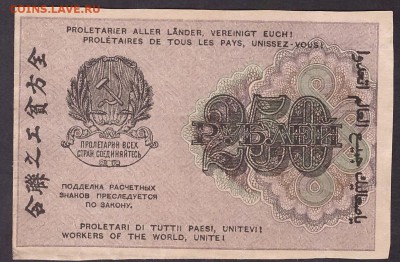 COINS.LAVE.RU
PROLETARIER ALLER LÄNDER, VEREINIGT EUCH!
PROLÉTAIRES DE TOUS LES PAYS, UNISSEZ-VOUS!
ПРОЛЕТАРИИ ВСЕХ
СТРАН, СОЕДИНЯЙТЕСЬ
250
РУБЛЕЙ
ПОДДЕЛКА РАСЧЕТНЫХ
ЗНАКОВ ПРЕСЛЕДУЕТСЯ
ПО ЗАКОНУ.
PROLETARI DI TUTTI I PAESI, UNITEVI!
WORKERS OF THE WORLD, UNITE!